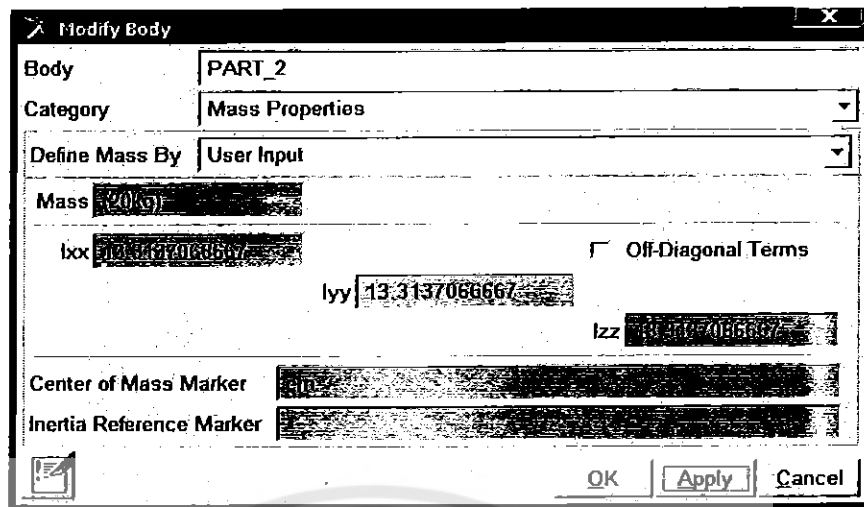 Modify Body
Body PART_2
Category Mass Properties
Define Mass By User Input
Mass
Ixx Off-Diagonal Terms
Iyy 13.3137066667
Izz
Center of Mass Marker
Inertia Reference Marker
OK Apply Cancel